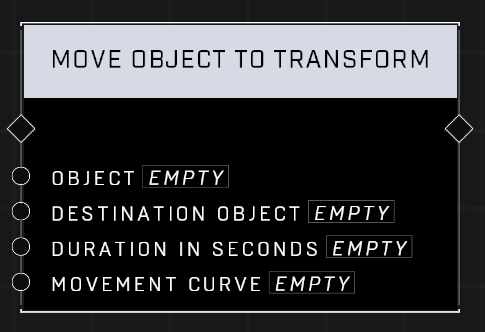 MOVE OBJECT TO TRANSFORM
OBJECT EMPTY
DESTINATION OBJECT EMPTY
DURATION IN SECONDS EMPTY
MOVEMENT CURVE EMPTY